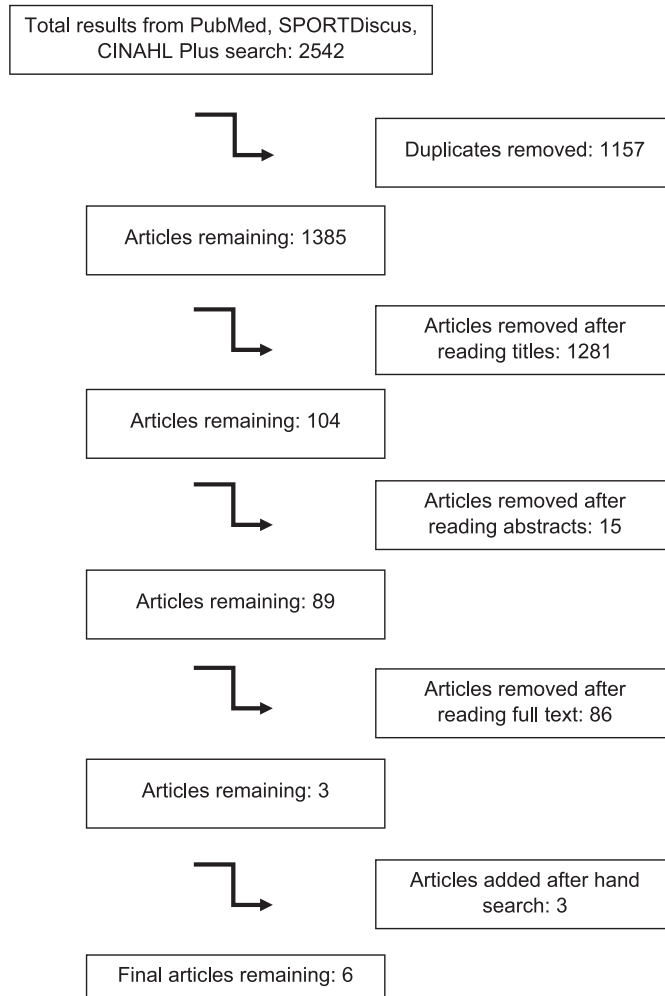 Total results from PubMed, SPORTDiscus,
CINAHL Plus search: 2542
Duplicates removed: 1157
Articles remaining: 1385
Articles removed after
reading titles: 1281
Articles remaining: 104
Articles removed after
reading abstracts: 15
Articles remaining: 89
Articles removed after
reading full text: 86
Articles remaining: 3
Articles added after hand
search: 3
Final articles remaining: 6